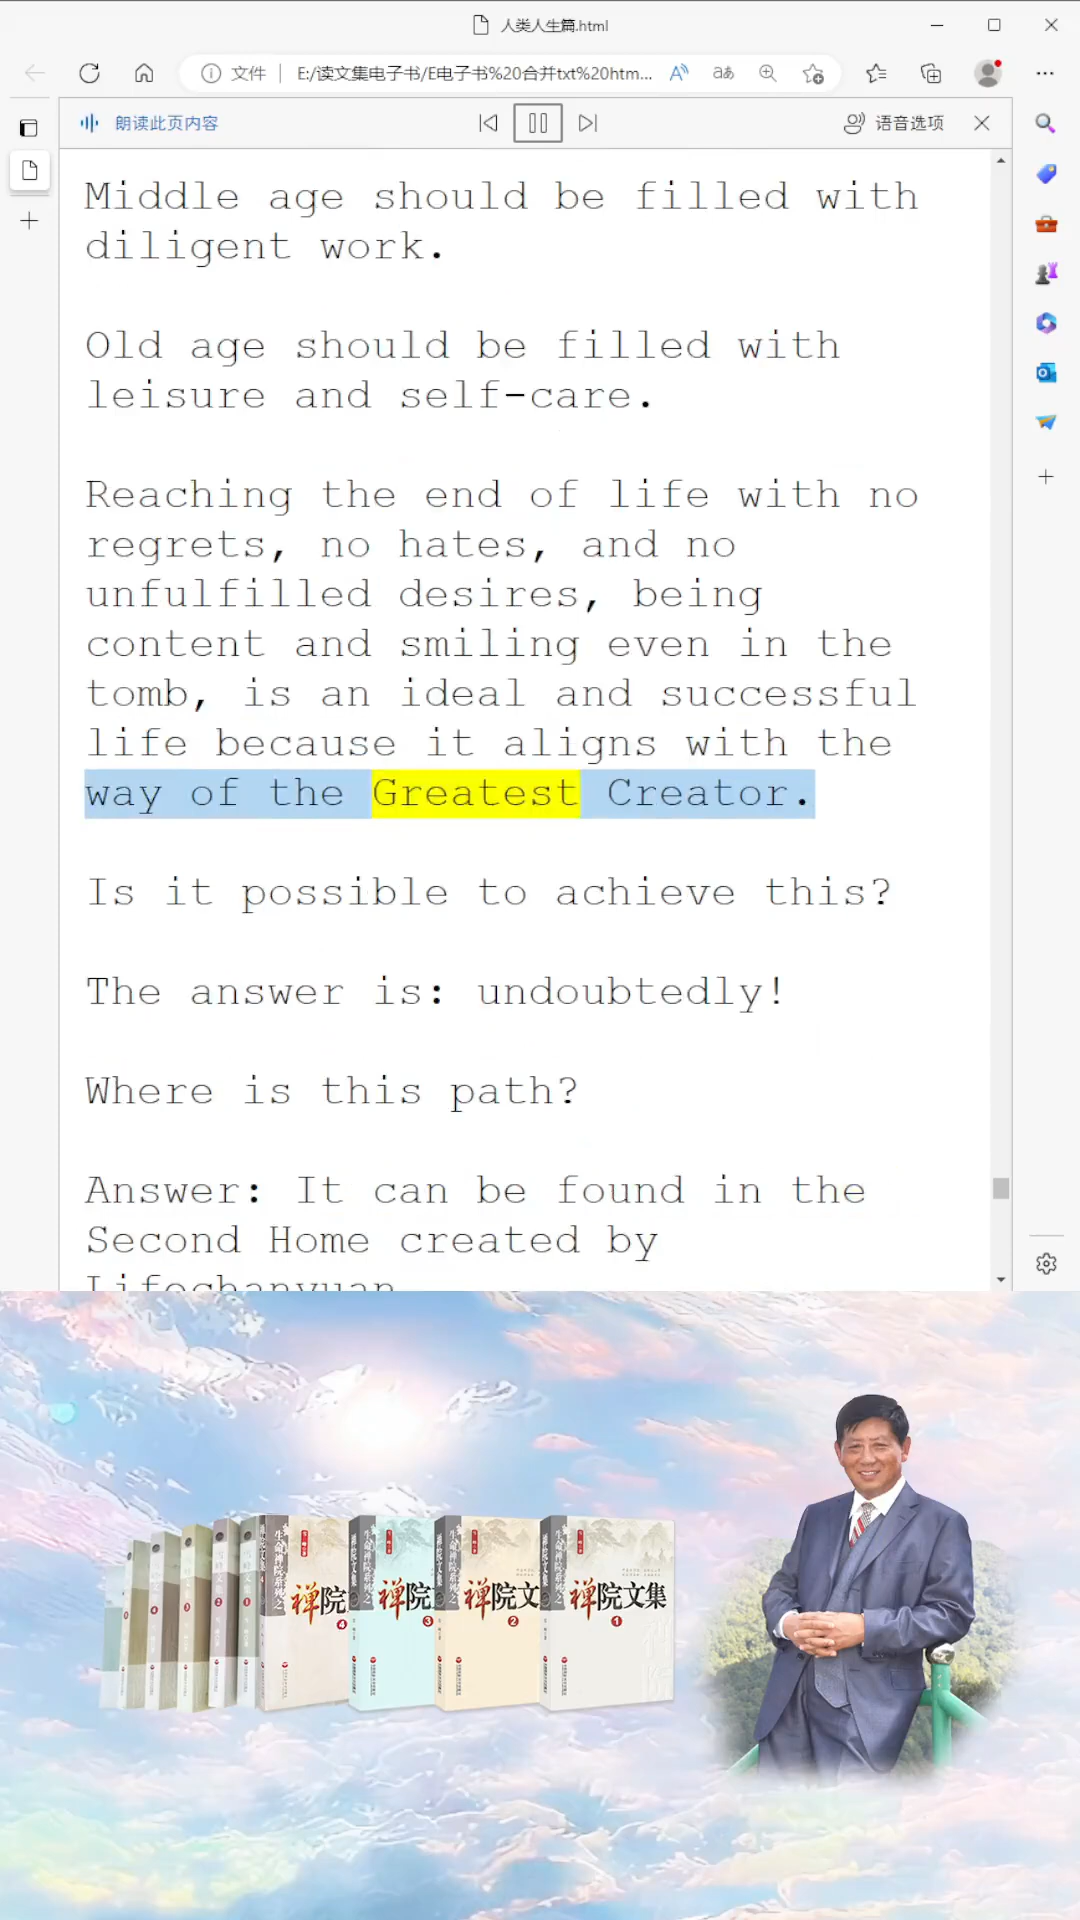 人类人生篇.html
文件 | E:/读文集电子书/E电子书%20合并txt%20htm...
朗读此页内容
语音选项
Middle age should be filled with
diligent work.
Old age should be filled with
leisure and self-care.
Reaching the end of life with no
regrets, no hates, and no
unfulfilled desires, being
content and smiling even in the
tomb, is an ideal and successful
life because it aligns with the
way of the Greatest Creator.
Is it possible to achieve this?
The answer is: undoubtedly!
Where is this path?
Answer: It can be found in the
Second Home created by
Lifechanyuan
禅院 4
禅院 3
禅院文 2
禅院文集 1